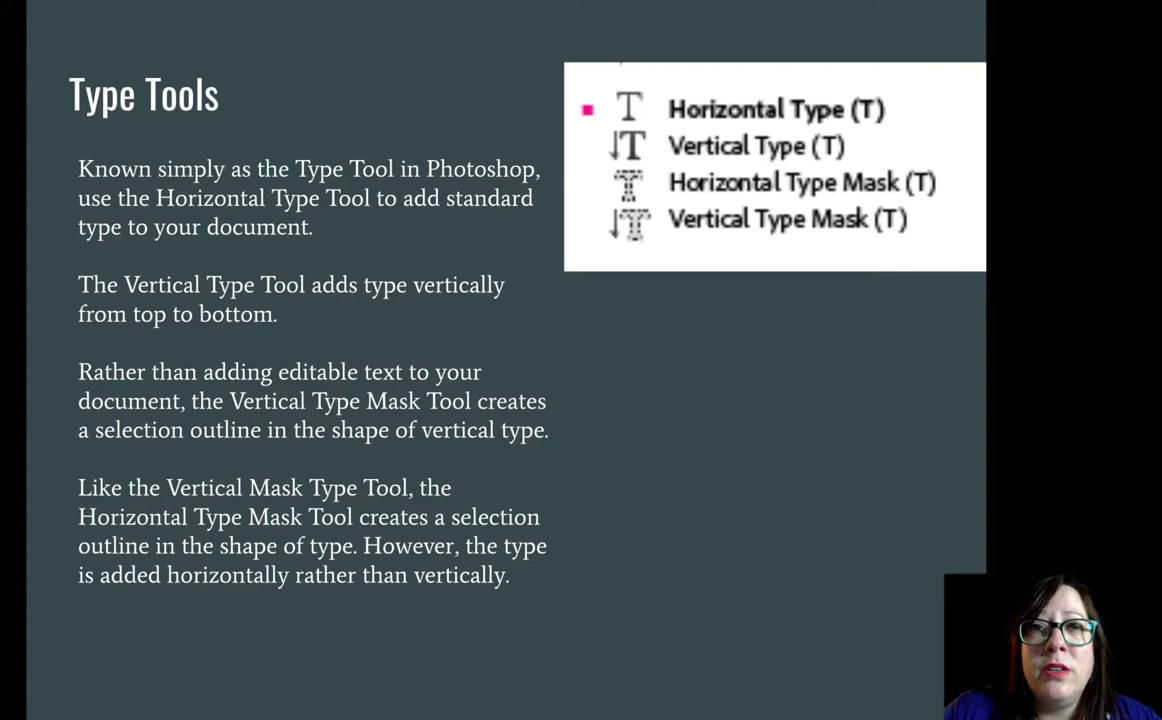 Type Tools
Known simply as the Type Tool in Photoshop,
use the Horizontal Type Tool to add standard
type to your document.
The Vertical Type Tool adds type vertically
from top to bottom.
Rather than adding editable text to your
document, the Vertical Type Mask Tool creates
a selection outline in the shape of vertical type.
Like the Vertical Mask Type Tool, the
Horizontal Type Mask Tool creates a selection
outline in the shape of type. However, the type
is added horizontally rather than vertically.
T Horizontal Type (T)
T Vertical Type (T)
T Horizontal Type Mask (T)
T Vertical Type Mask (T)